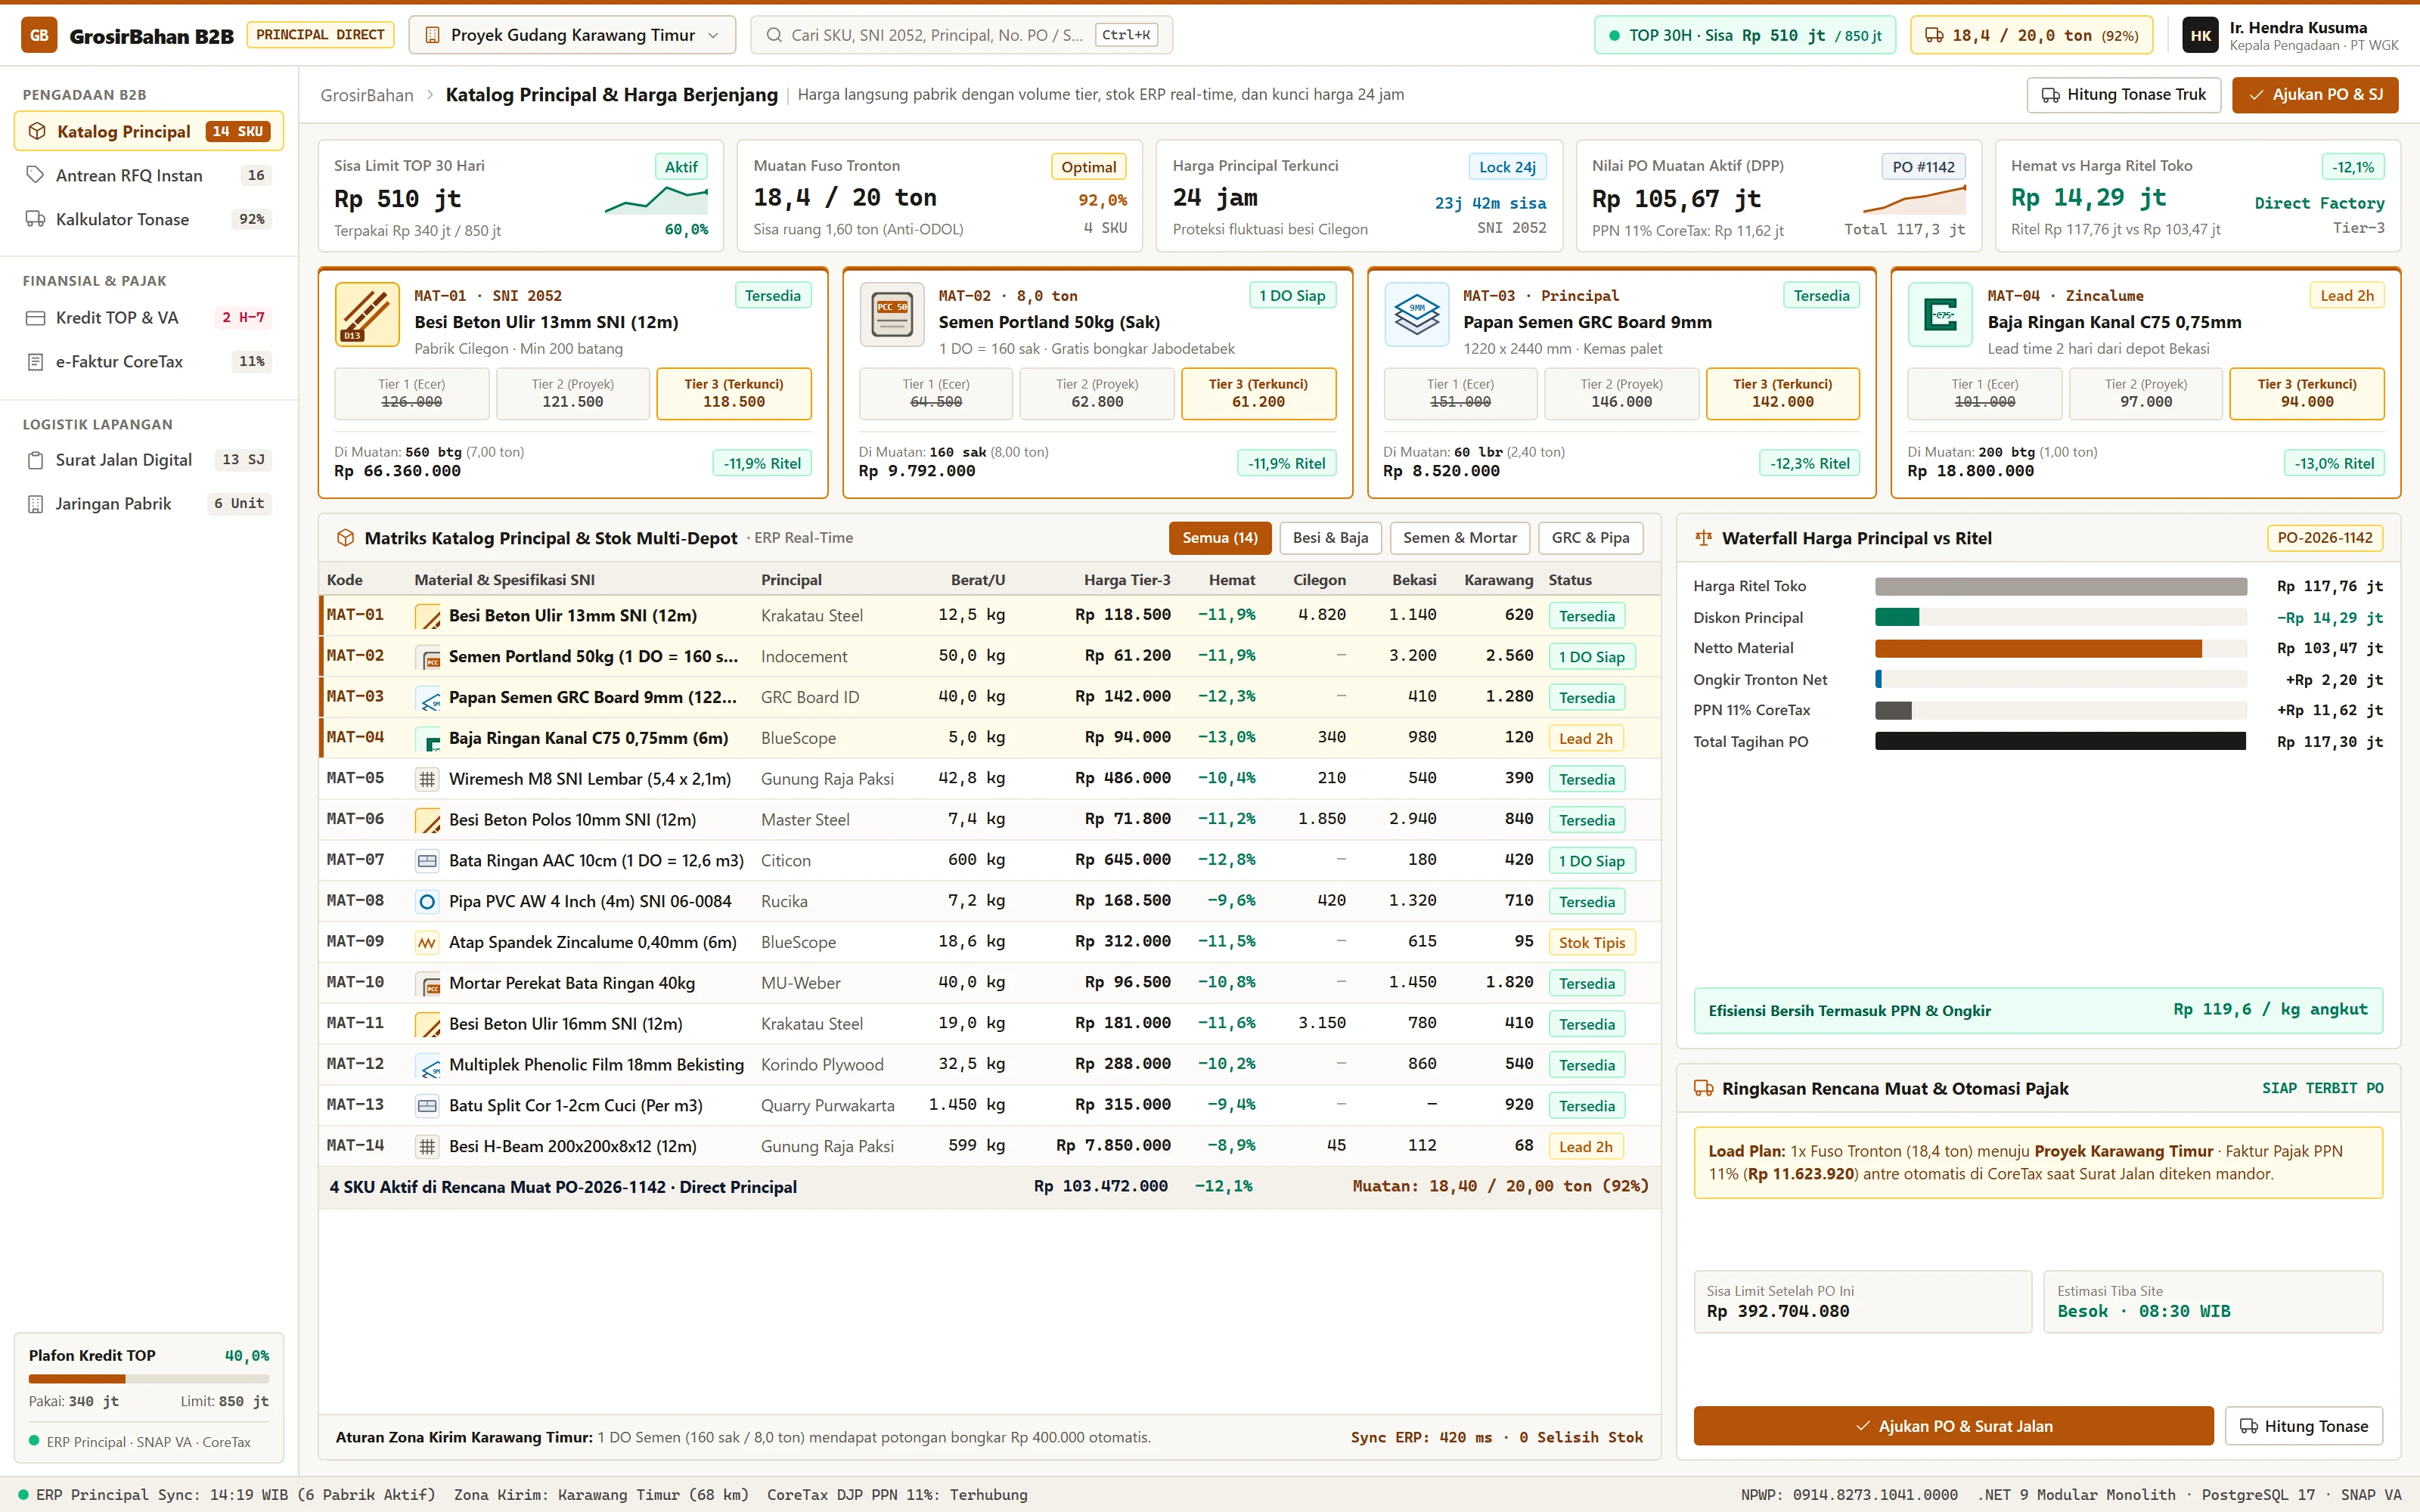 GB GrosirBahan B2B PRINCIPAL DIRECT Proyek Gudang Karawang Timur Cari SKU, SNI 2052, Principal, No. PO / S... Ctrl+K TOP 30H · Sisa Rp 510 jt / 850 jt 18,4 / 20,0 ton (92%) HK Ir. Hendra Kusuma
Kepala Pengadaan · PT WGK
PENGADAAN B2B
Katalog Principal 14 SKU
Antrean RFQ Instan 16
Kalkulator Tonase 92%
FINANSIAL & PAJAK
Kredit TOP & VA 2 H-7
e-Faktur CoreTax 11%
LOGISTIK LAPANGAN
Surat Jalan Digital 13 SJ
Jaringan Pabrik 6 Unit
Plafon Kredit TOP 40,0%
Pakai: 340 jt Limit: 850 jt
ERP Principal · SNAP VA · CoreTax
GrosirBahan > Katalog Principal & Harga Berjenjang | Harga langsung pabrik dengan volume tier, stok ERP real-time, dan kunci harga 24 jam Hitung Tonase Truk Ajukan PO & SJ
Sisa Limit TOP 30 Hari Aktif
Rp 510 jt
Terpakai Rp 340 jt / 850 jt 60,0%
Muatan Fuso Tronton Optimal
18,4 / 20 ton 92,0%
Sisa ruang 1,60 ton (Anti-ODOL) 4 SKU
Harga Principal Terkunci Lock 24j
24 jam 23j 42m sisa
Proteksi fluktuasi besi Cilegon SNI 2052
Nilai PO Muatan Aktif (DPP) PO #1142
Rp 105,67 jt
PPN 11% CoreTax: Rp 11,62 jt Total 117,3 jt
Hemat vs Harga Ritel Toko -12,1%
Rp 14,29 jt Direct Factory
Ritel Rp 117,76 jt vs Rp 103,47 jt Tier-3
D13 MAT-01 · SNI 2052 Tersedia
Besi Beton Ulir 13mm SNI (12m)
Pabrik Cilegon · Min 200 batang
Tier 1 (Ecer) Tier 2 (Proyek) Tier 3 (Terkunci)
126.000 121.500 118.500
Di Muatan: 560 btg (7,00 ton)
Rp 66.360.000 -11,9% Ritel
PCC 50 MAT-02 · 8,0 ton 1 DO Siap
Semen Portland 50kg (Sak)
1 DO = 160 sak · Gratis bongkar Jabodetabek
Tier 1 (Ecer) Tier 2 (Proyek) Tier 3 (Terkunci)
64.500 62.800 61.200
Di Muatan: 160 sak (8,00 ton)
Rp 9.792.000 -11,9% Ritel
9MM MAT-03 · Principal Tersedia
Papan Semen GRC Board 9mm
1220 x 2440 mm · Kemas palet
Tier 1 (Ecer) Tier 2 (Proyek) Tier 3 (Terkunci)
151.000 146.000 142.000
Di Muatan: 60 lbr (2,40 ton)
Rp 8.520.000 -12,3% Ritel
C75 MAT-04 · Zincalume Lead 2h
Baja Ringan Kanal C75 0,75mm
Lead time 2 hari dari depot Bekasi
Tier 1 (Ecer) Tier 2 (Proyek) Tier 3 (Terkunci)
101.000 97.000 94.000
Di Muatan: 200 btg (1,00 ton)
Rp 18.800.000 -13,0% Ritel
Matriks Katalog Principal & Stok Multi-Depot · ERP Real-Time Semua (14) Besi & Baja Semen & Mortar GRC & Pipa
Kode Material & Spesifikasi SNI Principal Berat/U Harga Tier-3 Hemat Cilegon Bekasi Karawang Status
MAT-01 Besi Beton Ulir 13mm SNI (12m) Krakatau Steel 12,5 kg Rp 118.500 -11,9% 4.820 1.140 620 Tersedia
MAT-02 Semen Portland 50kg (1 DO = 160 s... Indocement 50,0 kg Rp 61.200 -11,9% — 3.200 2.560 1 DO Siap
MAT-03 Papan Semen GRC Board 9mm (122... GRC Board ID 40,0 kg Rp 142.000 -12,3% — 410 1.280 Tersedia
MAT-04 Baja Ringan Kanal C75 0,75mm (6m) BlueScope 5,0 kg Rp 94.000 -13,0% 340 980 120 Lead 2h
MAT-05 Wiremesh M8 SNI Lembar (5,4 x 2,1m) Gunung Raja Paksi 42,8 kg Rp 486.000 -10,4% 210 540 390 Tersedia
MAT-06 Besi Beton Polos 10mm SNI (12m) Master Steel 7,4 kg Rp 71.800 -11,2% 1.850 2.940 840 Tersedia
MAT-07 Bata Ringan AAC 10cm (1 DO = 12,6 m3) Citicon 600 kg Rp 645.000 -12,8% — 180 420 1 DO Siap
MAT-08 Pipa PVC AW 4 Inch (4m) SNI 06-0084 Rucika 7,2 kg Rp 168.500 -9,6% 420 1.320 710 Tersedia
MAT-09 Atap Spandek Zincalume 0,40mm (6m) BlueScope 18,6 kg Rp 312.000 -11,5% — 615 95 Stok Tipis
MAT-10 Mortar Perekat Bata Ringan 40kg MU-Weber 40,0 kg Rp 96.500 -10,8% — 1.450 1.820 Tersedia
MAT-11 Besi Beton Ulir 16mm SNI (12m) Krakatau Steel 19,0 kg Rp 181.000 -11,6% 3.150 780 410 Tersedia
MAT-12 Multiplek Phenolic Film 18mm Bekisting Korindo Plywood 32,5 kg Rp 288.000 -10,2% — 860 540 Tersedia
MAT-13 Batu Split Cor 1-2cm Cuci (Per m3) Quarry Purwakarta 1.450 kg Rp 315.000 -9,4% — — 920 Tersedia
MAT-14 Besi H-Beam 200x200x8x12 (12m) Gunung Raja Paksi 599 kg Rp 7.850.000 -8,9% 45 112 68 Lead 2h
4 SKU Aktif di Rencana Muat PO-2026-1142 · Direct Principal Rp 103.472.000 -12,1% Muatan: 18,40 / 20,00 ton (92%)
Aturan Zona Kirim Karawang Timur: 1 DO Semen (160 sak / 8,0 ton) mendapat potongan bongkar Rp 400.000 otomatis. Sync ERP: 420 ms · 0 Selisih Stok
Waterfall Harga Principal vs Ritel PO-2026-1142
Harga Ritel Toko Rp 117,76 jt
Diskon Principal -Rp 14,29 jt
Netto Material Rp 103,47 jt
Ongkir Tronton Net +Rp 2,20 jt
PPN 11% CoreTax +Rp 11,62 jt
Total Tagihan PO Rp 117,30 jt
Efisiensi Bersih Termasuk PPN & Ongkir Rp 119,6 / kg angkut
Ringkasan Rencana Muat & Otomasi Pajak SIAP TERBIT PO
Load Plan: 1x Fuso Tronton (18,4 ton) menuju Proyek Karawang Timur · Faktur Pajak PPN
11% (Rp 11.623.920) antre otomatis di CoreTax saat Surat Jalan diteken mandor.
Sisa Limit Setelah PO Ini Estimasi Tiba Site
Rp 392.704.080 Besok · 08:30 WIB
Ajukan PO & Surat Jalan Hitung Tonase
ERP Principal Sync: 14:19 WIB (6 Pabrik Aktif) Zona Kirim: Karawang Timur (68 km) CoreTax DJP PPN 11%: Terhubung NPWP: 0914.8273.1041.0000 .NET 9 Modular Monolith · PostgreSQL 17 · SNAP VA